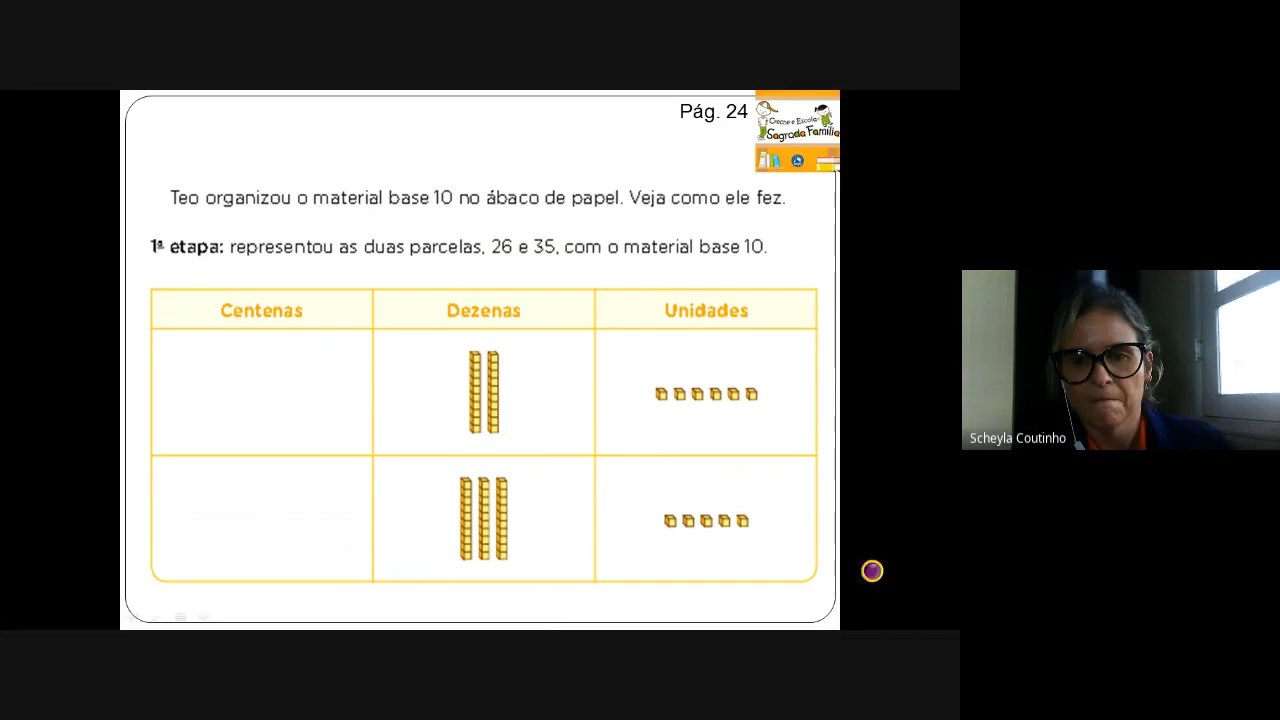 Pág. 24
Creche e Escola
Sagrada Família
Teo organizou o material base 10 no ábaco de papel. Veja como ele fez.
1ª etapa: representou as duas parcelas, 26 e 35, com o material base 10.
Centenas Dezenas Unidades
Scheyla Coutinho